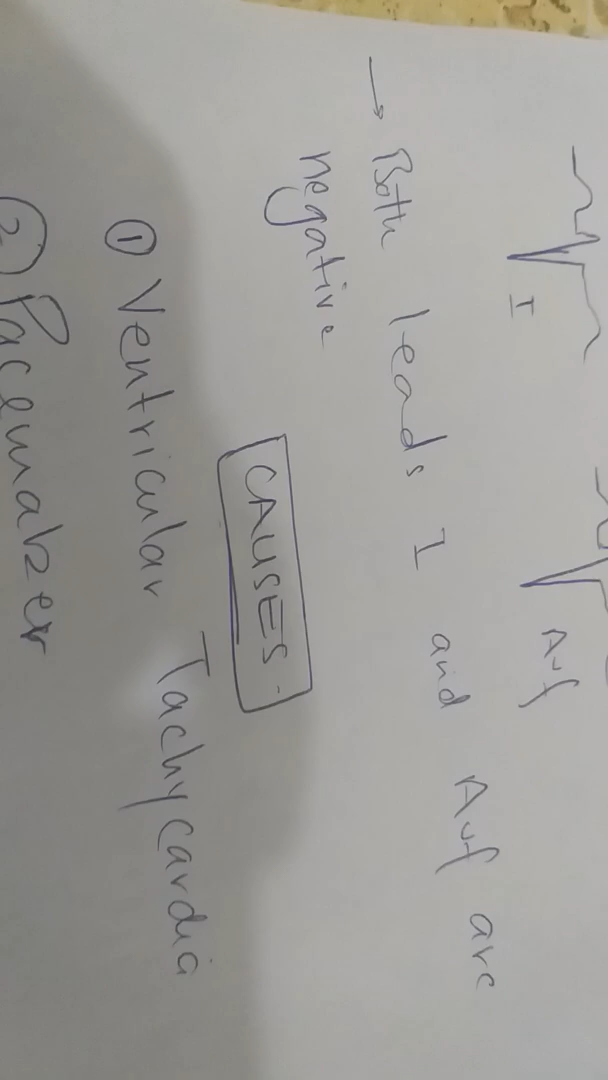 I Avf
→ Both leads I and Avf are
negative
CAUSES-
① Ventricular Tachycardia
② Pacemaker